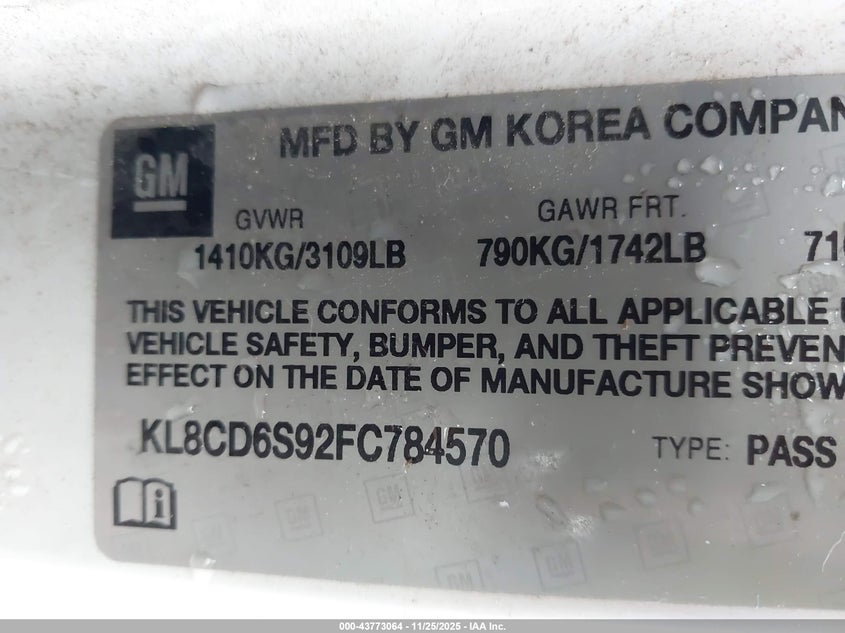 MFD BY GM KOREA COMPAN
GM
GVWR GAWR FRT.
1410KG/3109LB 790KG/1742LB 710
THIS VEHICLE CONFORMS TO ALL APPLICABLE U
VEHICLE SAFETY, BUMPER, AND THEFT PREVEN
EFFECT ON THE DATE OF MANUFACTURE SHOW
KL8CD6S92FC784570 TYPE: PASS
000-43773064 - 11/25/2025 - IAA Inc.